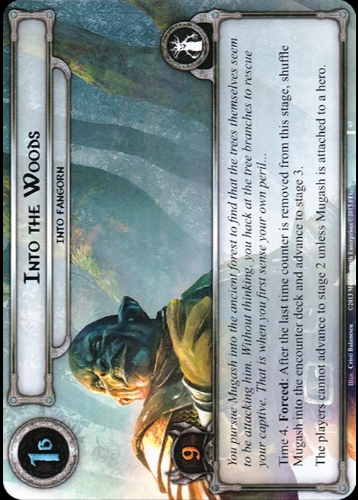 1B
INTO THE WOODS
INTO FANGORN
9
You pursue Mugash into the ancient forest to find that the trees themselves seem
to be attacking him. Without thinking, you hack at the tree branches to rescue
your captive. That is when you first sense your own peril...
Time 4. Forced: After the last time counter is removed from this stage, shuffle
Mugash into the encounter deck and advance to stage 3.
The players cannot advance to stage 2 unless Mugash is attached to a hero.
Illus. Cristi Balanescu ©2013 Middle-earth Enterprises ©2013 FFG